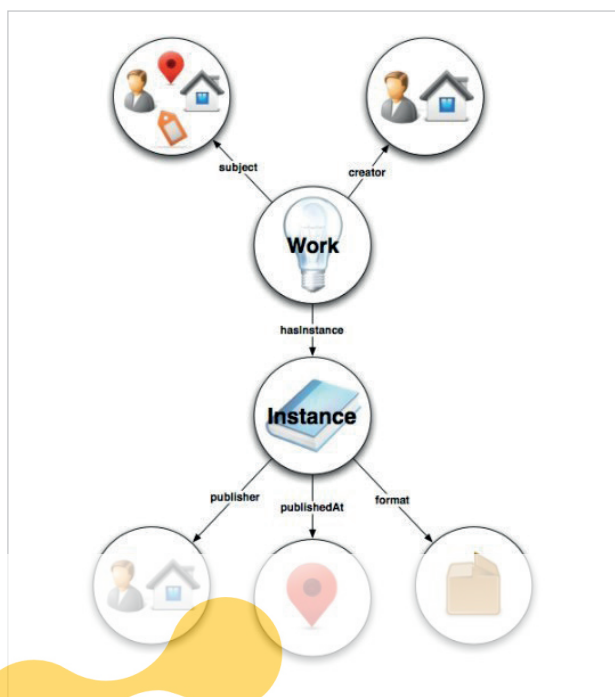 subject
creator
Work
hasInstance
Instance
publisher
publishedAt
format